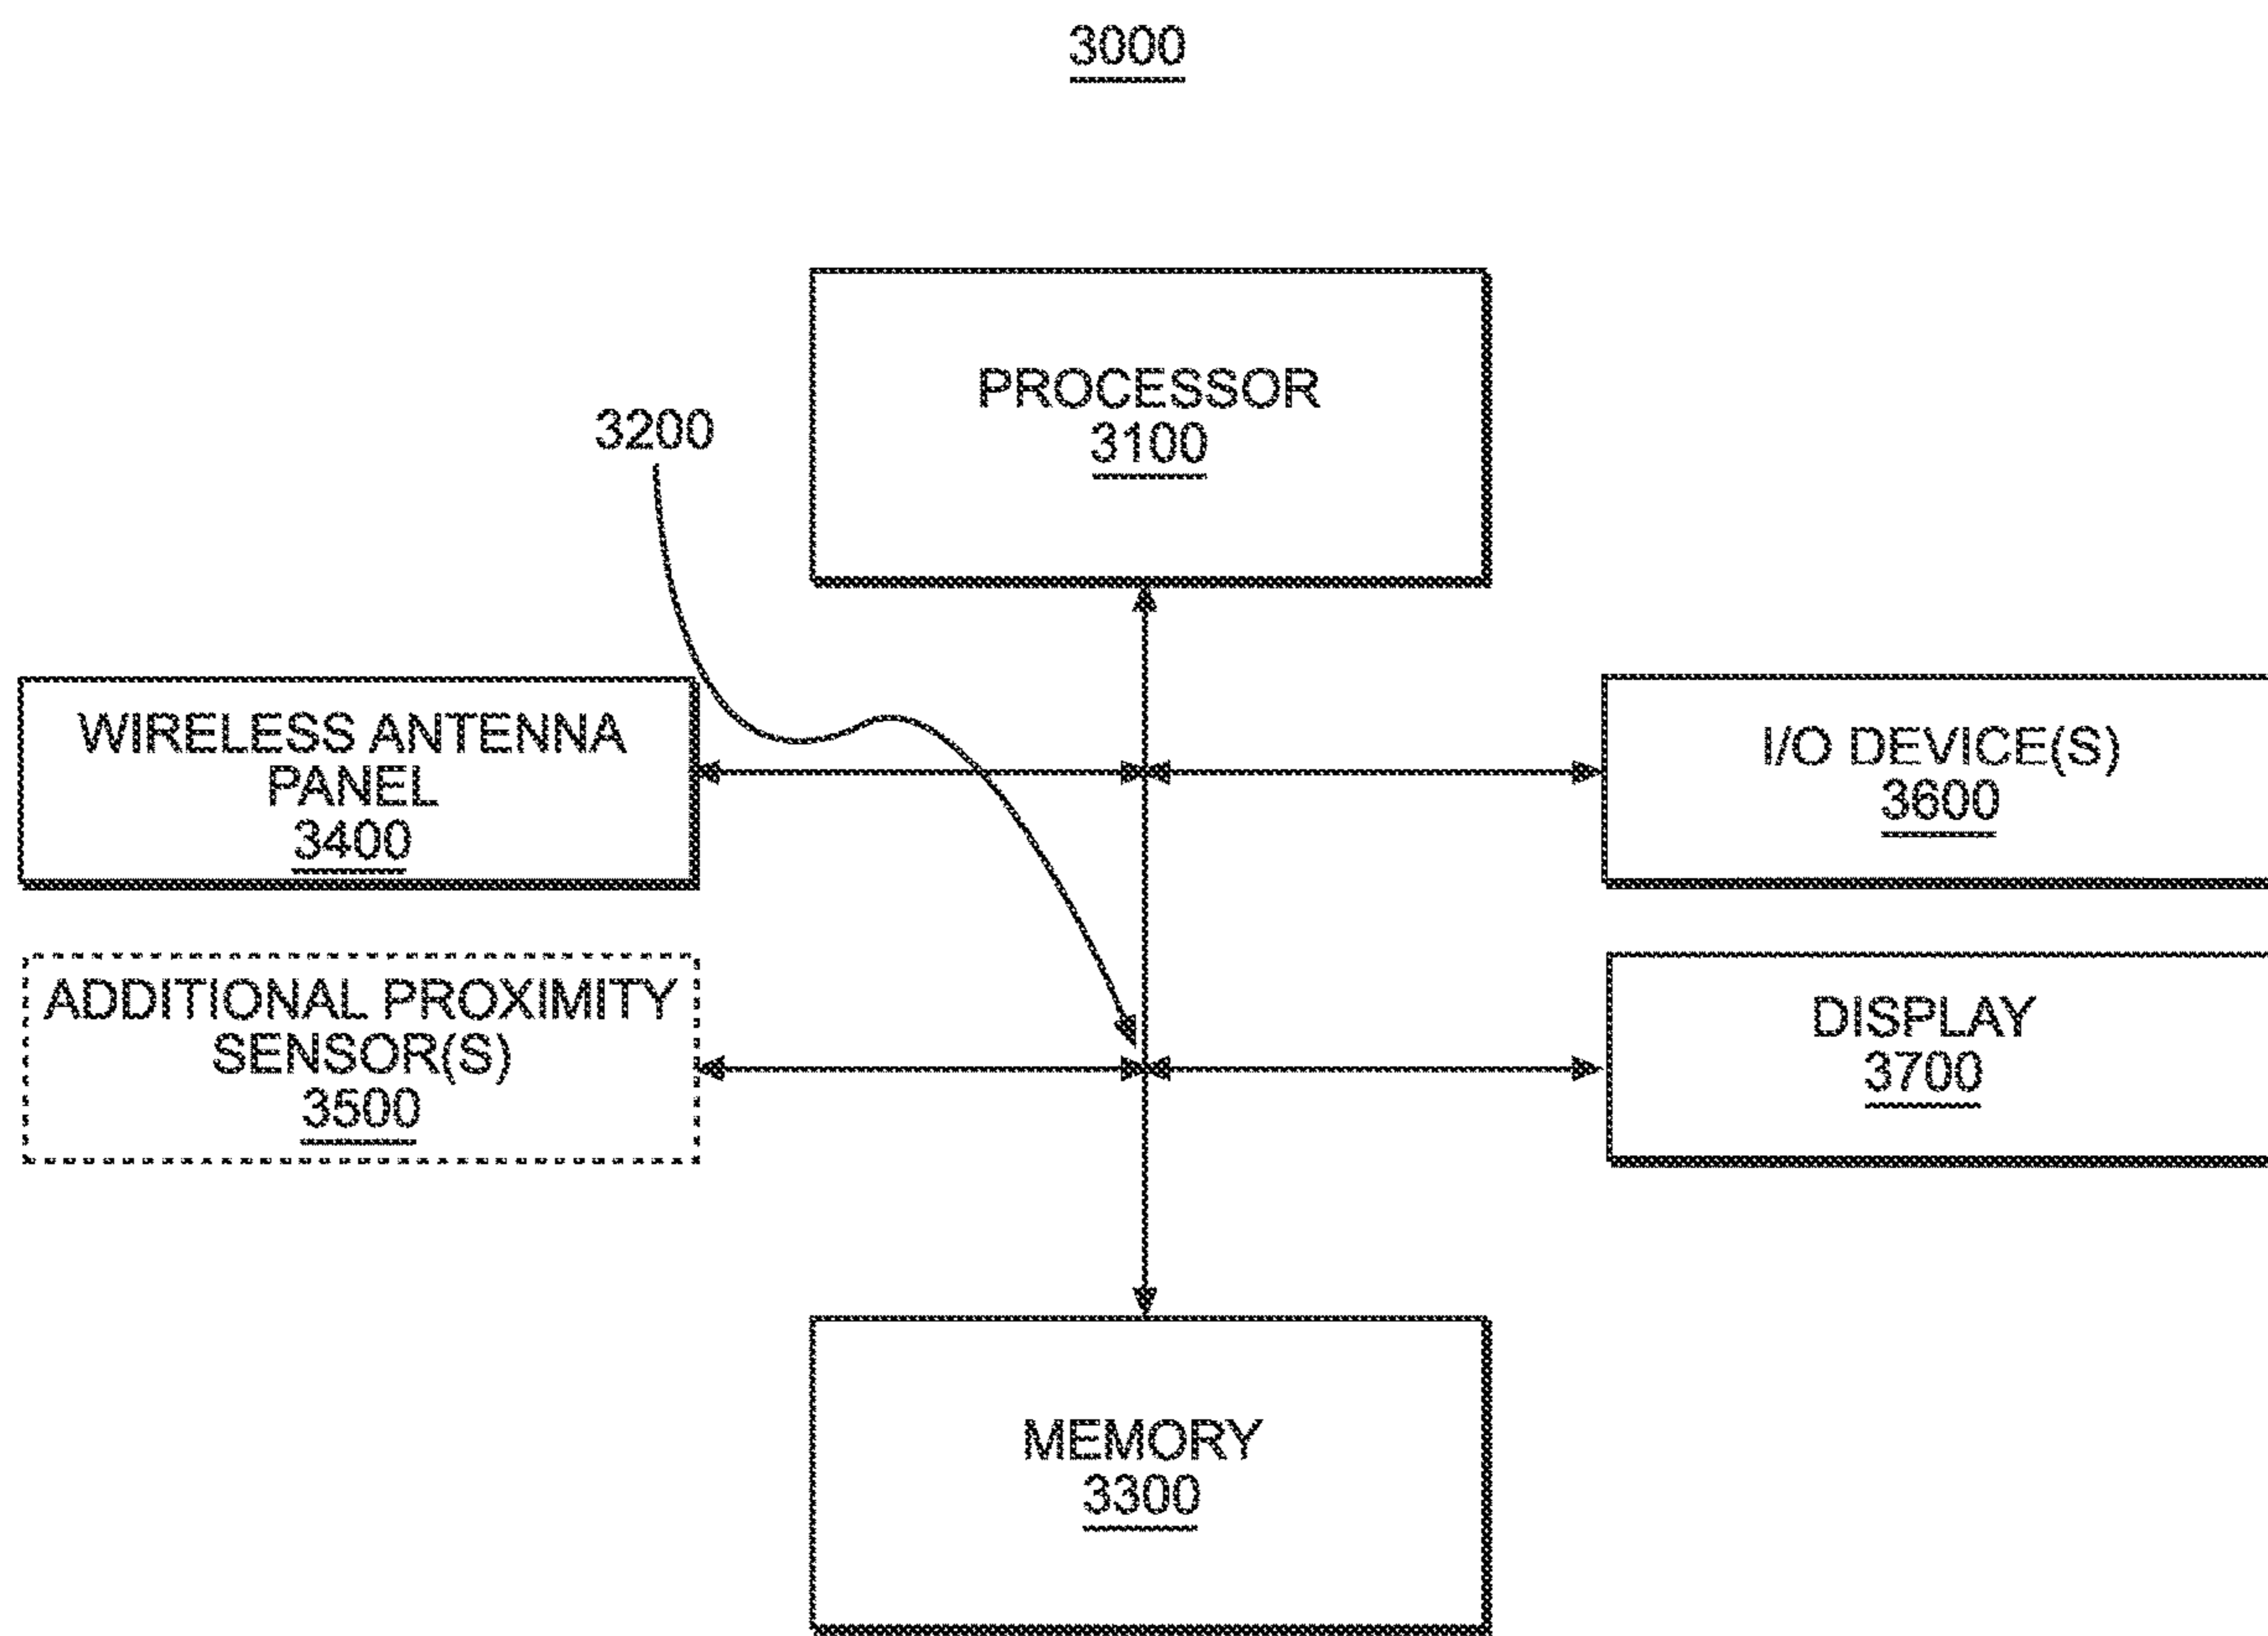 3000
PROCESSOR
3100
3200
WIRELESS ANTENNA
PANEL
3400
I/O DEVICE(S)
3600
ADDITIONAL PROXIMITY
SENSOR(S)
3500
DISPLAY
3700
MEMORY
3300